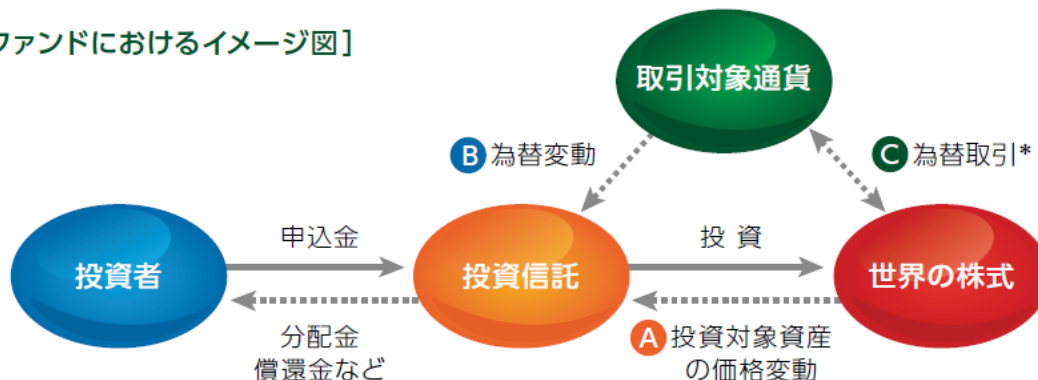 ファンドにおけるイメージ図]
取引対象通貨
B 為替変動
C 為替取引*
投資者
申込金
投資信託
投 資
世界の株式
分配金
償還金など
A 投資対象資産
の価格変動